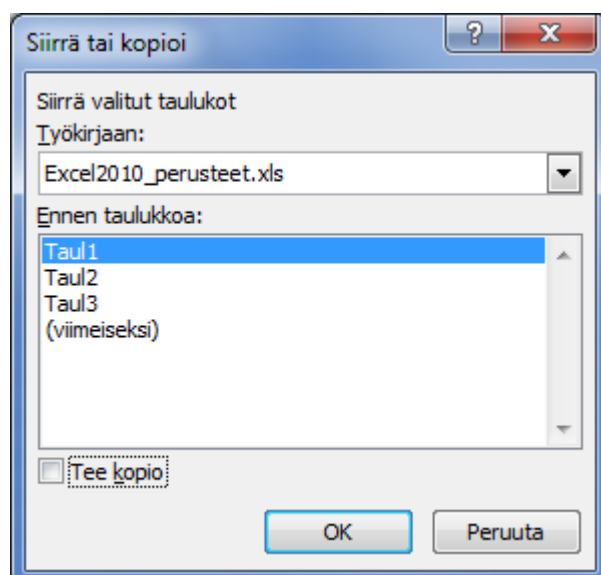 Siirrä tai kopioi
?
Siirrä valitut taulukot
Työkirjaan:
Excel2010_perusteet.xls
Ennen taulukkoa:
Taul1
Taul2
Taul3
(viimeiseksi)
Tee kopio
OK Peruuta